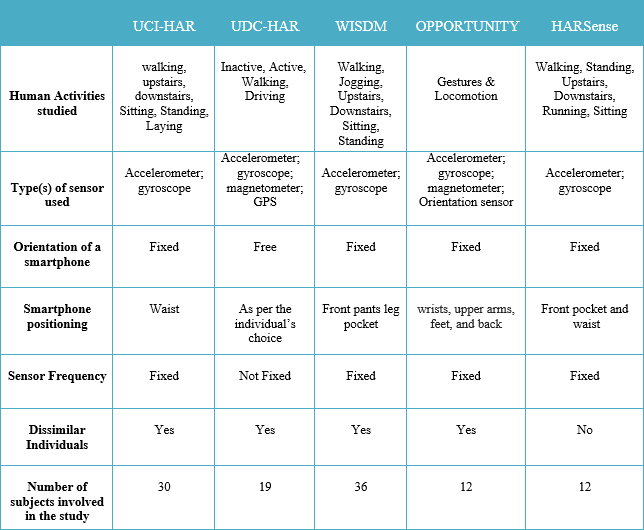 UCI-HAR UDC-HAR WISDM OPPORTUNITY HARSense
Human Activities
studied
walking,
upstairs,
downstairs,
Sitting, Standing,
Laying
Inactive, Active,
Walking,
Driving
Walking,
Jogging,
Upstairs,
Downstairs,
Sitting,
Standing
Gestures &
Locomotion
Walking, Standing,
Upstairs,
Downstairs,
Running, Sitting
Type(s) of sensor
used
Accelerometer;
gyroscope
Accelerometer;
gyroscope;
magnetometer;
GPS
Accelerometer;
gyroscope
Accelerometer;
gyroscope;
magnetometer;
Orientation sensor
Accelerometer;
gyroscope
Orientation of a
smartphone
Fixed
Free
Fixed
Fixed
Fixed
Smartphone
positioning
Waist
As per the
individual’s
choice
Front pants leg
pocket
wrists, upper arms,
feet, and back
Front pocket and
waist
Sensor Frequency
Fixed
Not Fixed
Fixed
Fixed
Fixed
Dissimilar
Individuals
Yes
Yes
Yes
Yes
No
Number of
subjects involved
in the study
30
19
36
12
12